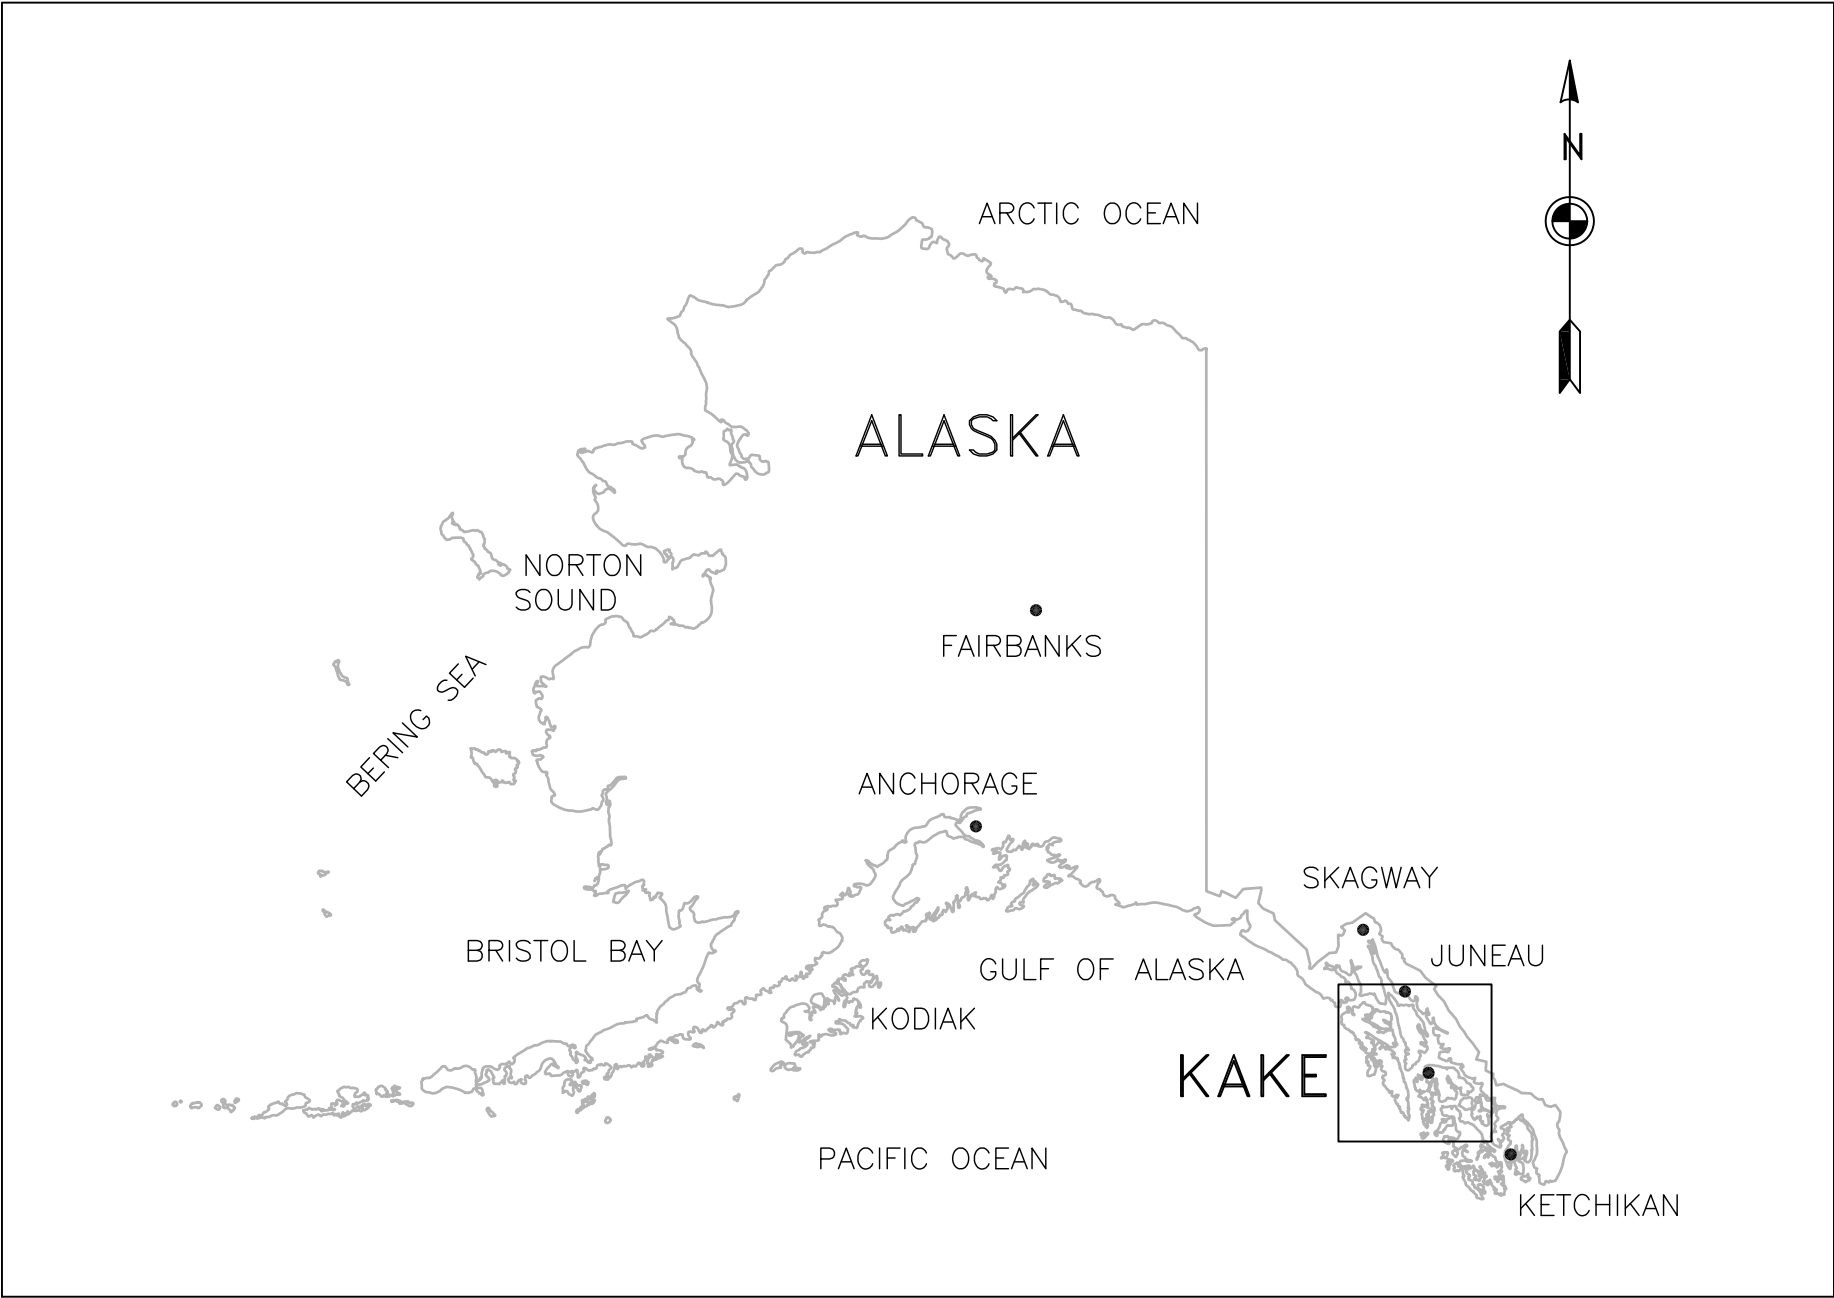 N
ARCTIC OCEAN
ALASKA
NORTON
SOUND
FAIRBANKS
BERING SEA
ANCHORAGE
SKAGWAY
BRISTOL BAY
JUNEAU
GULF OF ALASKA
KODIAK
KAKE
PACIFIC OCEAN
KETCHIKAN